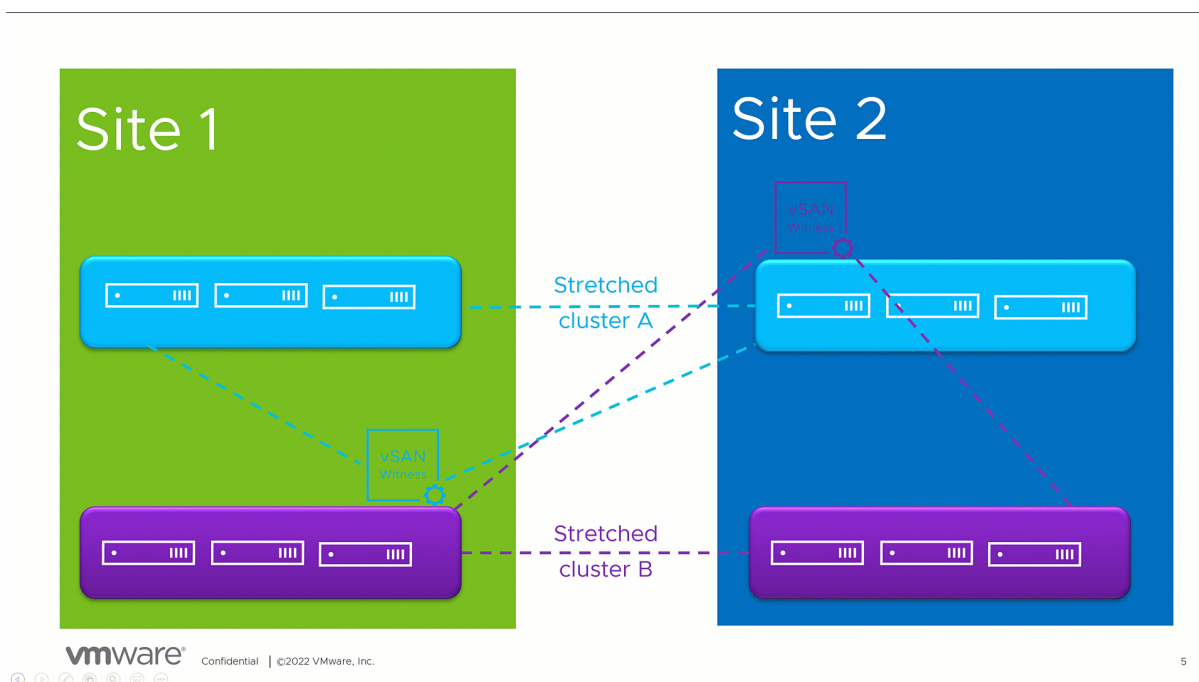 Site 1
Site 2
vSAN
Witness
Stretched
cluster A
vSAN
Witness
Stretched
cluster B
vmware®
Confidential | ©2022 VMware, Inc.
5